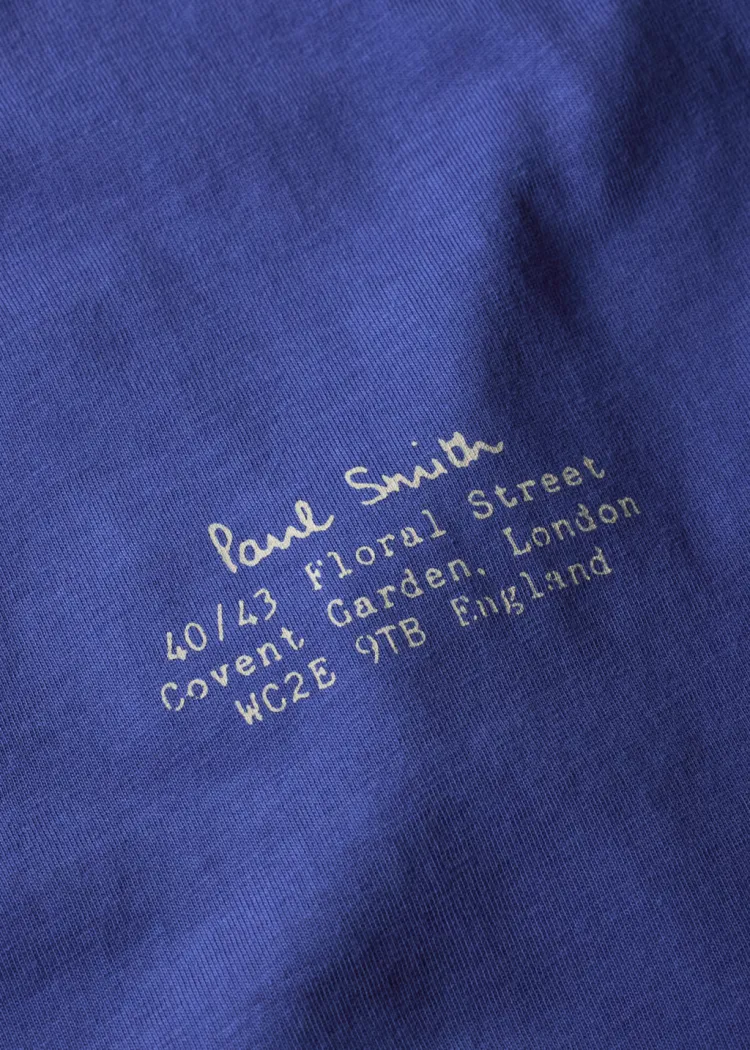 Paul Smith
40/43 Floral Street
Covent Garden, London
WC2E 9TB England